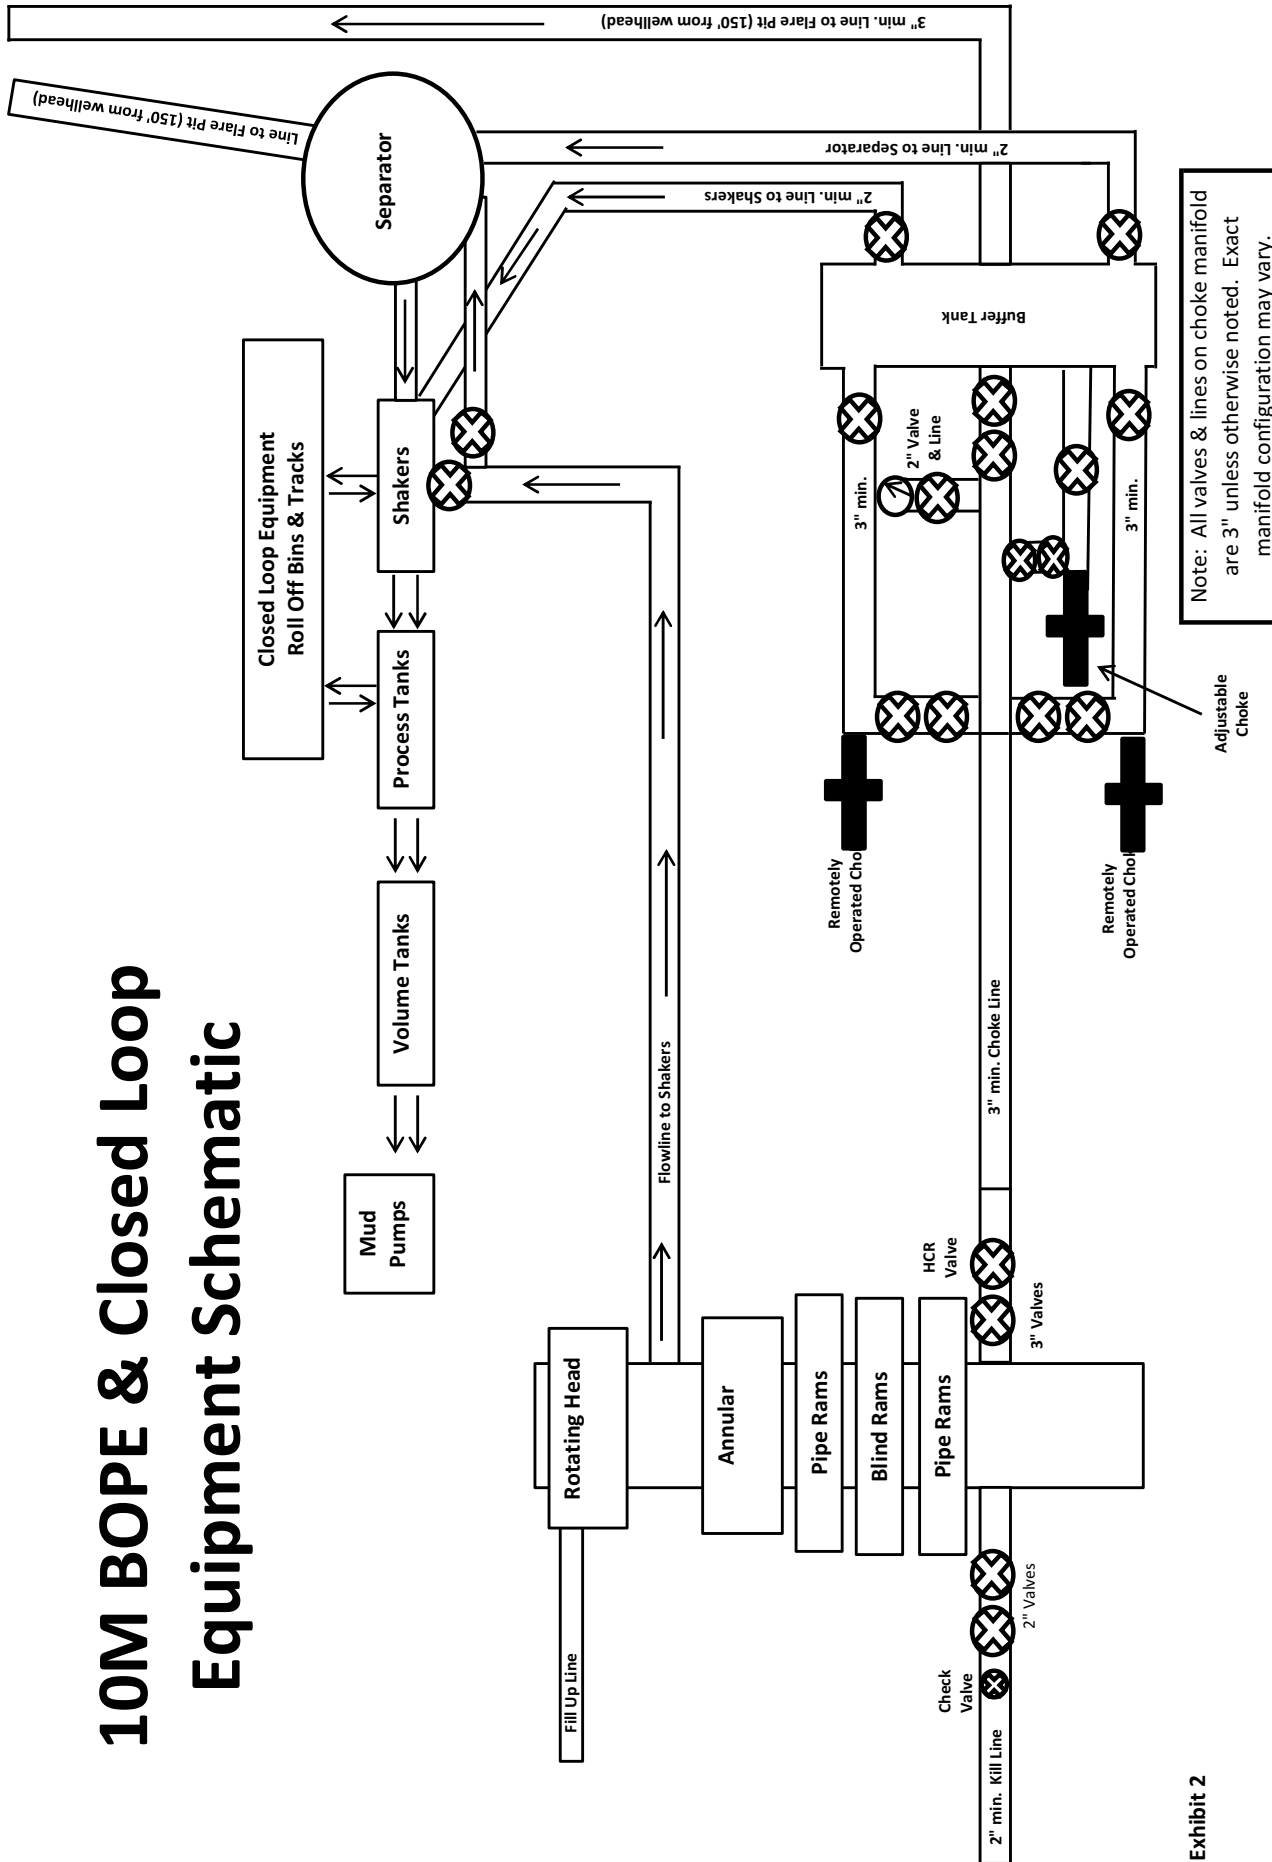 10M BOPE & Closed Loop
Equipment Schematic
Closed Loop Equipment
Roll Off Bins & Tracks
Mud
Pumps
Volume Tanks
Process Tanks
Shakers
Separator
Line to Flare Pit (150' from wellhead)
3" min. Line to Flare Pit (150' from wellhead)
Fill Up Line
Rotating Head
Flowline to Shakers
2" min. Line to Shakers
2" min. Line to Separator
Annular
Pipe Rams
Blind Rams
Pipe Rams
2" min. Kill Line
Check
Valve
2" Valves
HCR
Valve
3" Valves
3" min. Choke Line
Remotely
Operated Cho
Remotely
Operated Chok
3" min.
2" Valve
& Line
3" min.
Buffer Tank
Adjustable
Choke
Note: All valves & lines on choke manifold
are 3" unless otherwise noted. Exact
manifold configuration may vary.
Exhibit 2